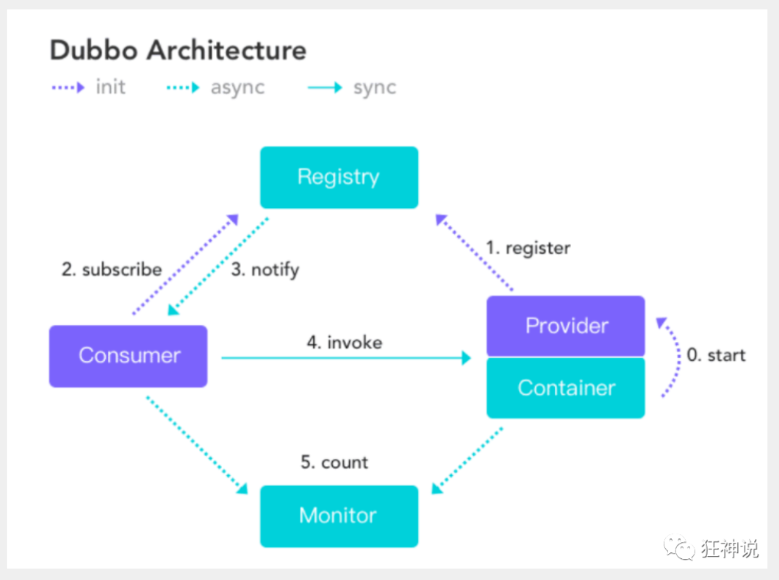 Dubbo Architecture
init async sync
Registry
1. register
2. subscribe
3. notify
Provider
4. invoke
Consumer
0. start
Container
5. count
Monitor
狂神说